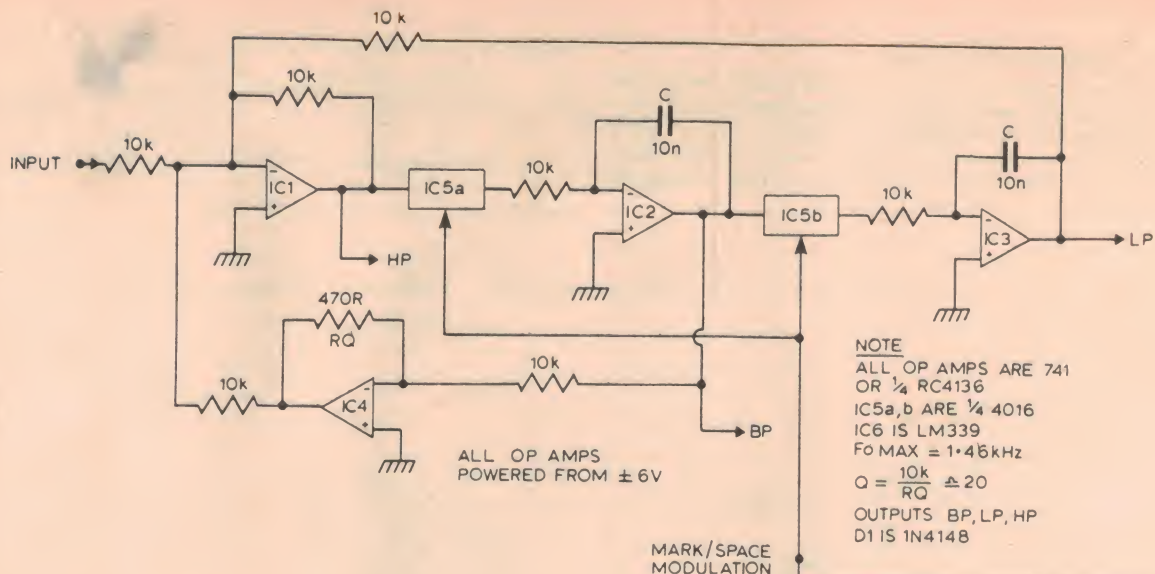 10k
10k
C
10n
C
10n
INPUT
10k
IC1
-
+
IC5a
10k
IC2
-
+
IC5b
10k
IC3
-
+
LP
HP
470R
RQ
10k
IC4
-
+
10k
BP
ALL OP AMPS
POWERED FROM ± 6V
NOTE
ALL OP AMPS ARE 741
OR ¼ RC4136
IC5a,b ARE ¼ 4016
IC6 IS LM339
Fo MAX = 1·45kHz
Q = 10k/RQ ≏ 20
OUTPUTS BP, LP, HP
D1 IS 1N4148
MARK/SPACE
MODULATION